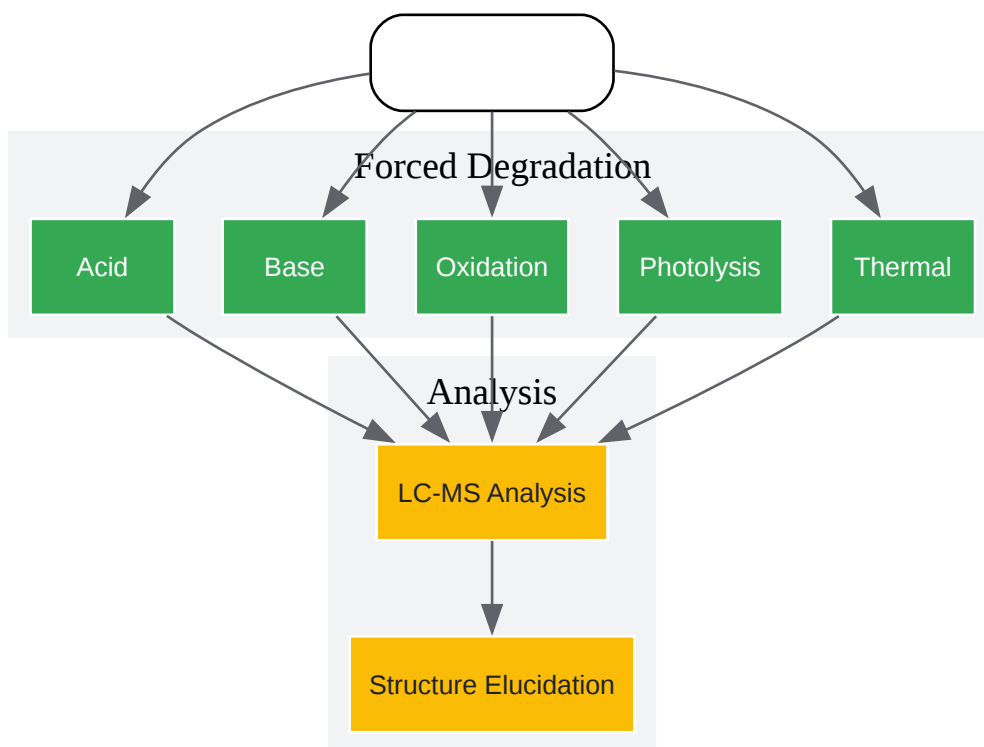 Forced Degradation
Acid
Base
Oxidation
Photolysis
Thermal
Analysis
LC-MS Analysis
Structure Elucidation